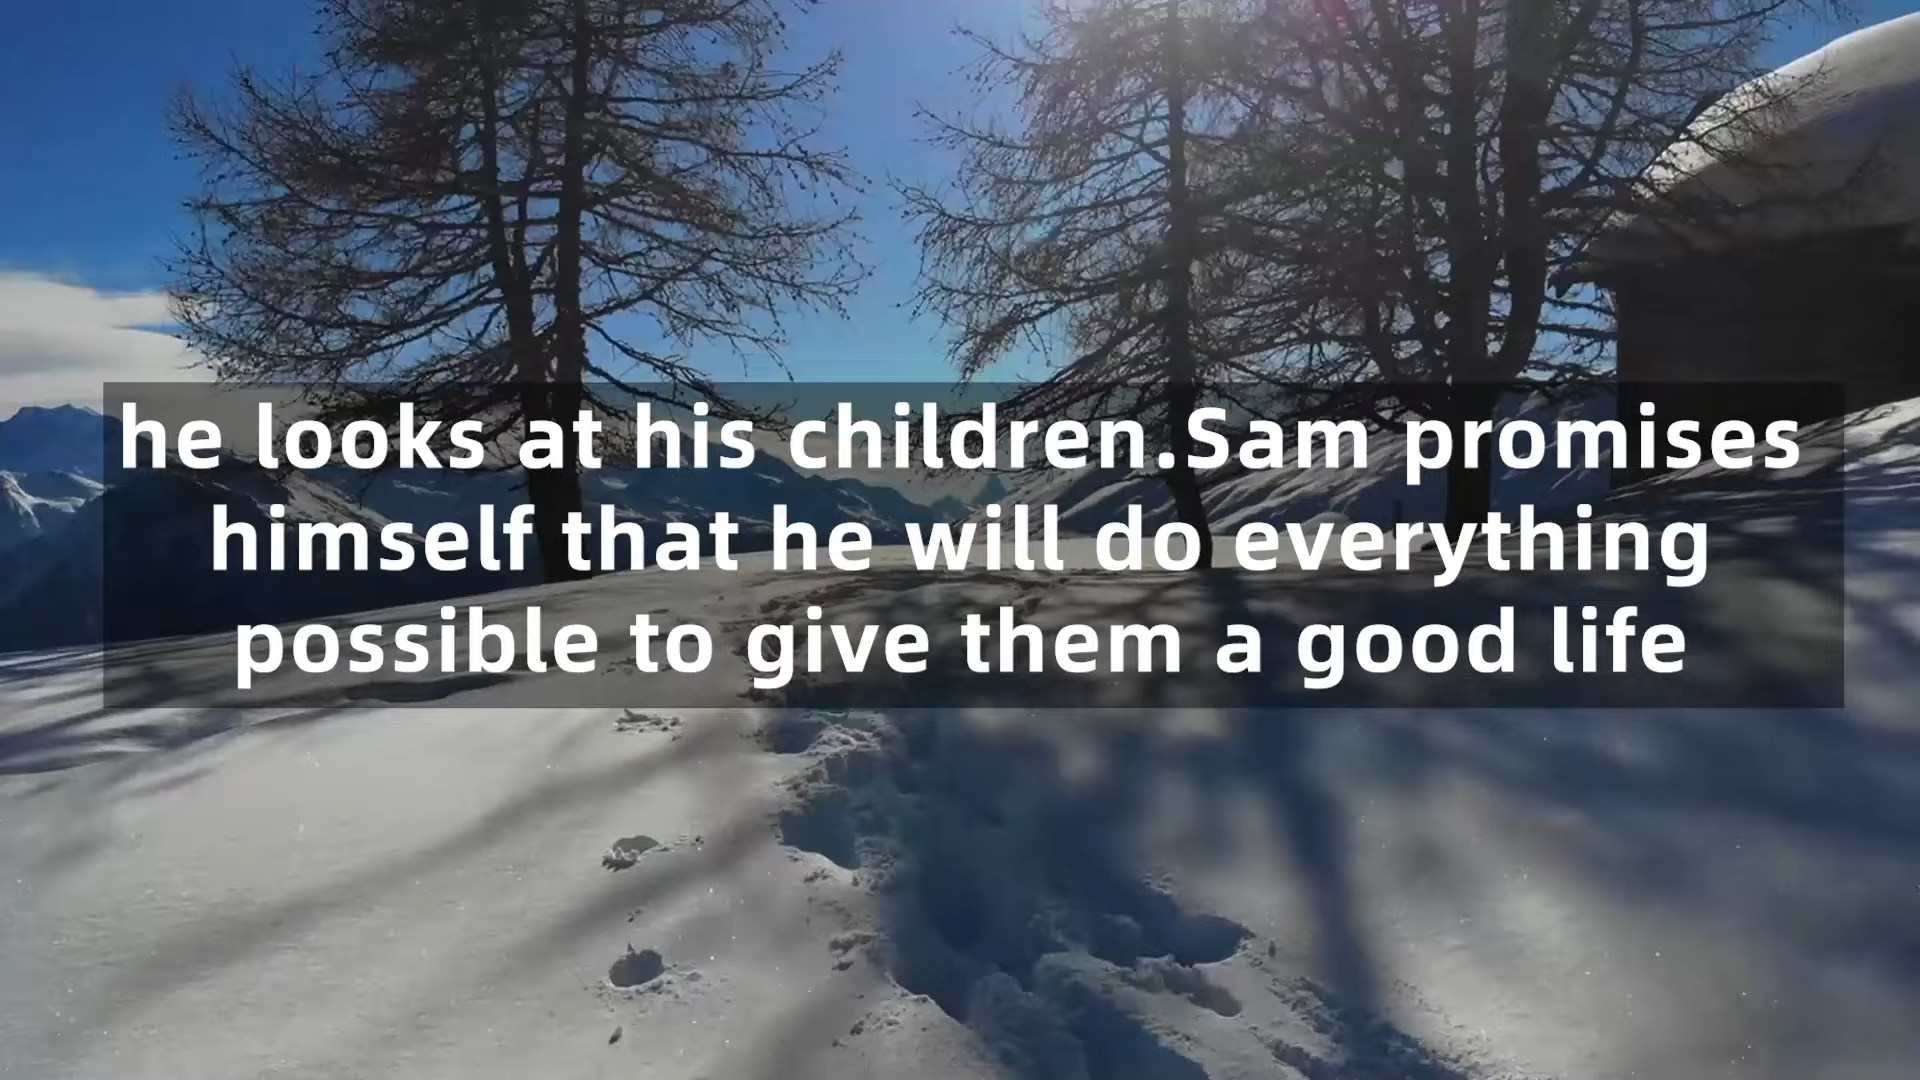 he looks at his children.Sam promises
himself that he will do everything
possible to give them a good life